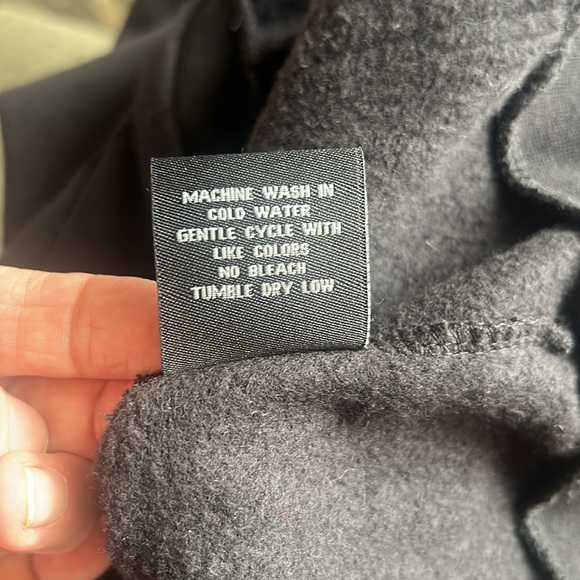 MACHINE WASH IN
COLD WATER
GENTLE CYCLE WITH
LIKE COLORS
NO BLEACH
TUMBLE DRY LOW